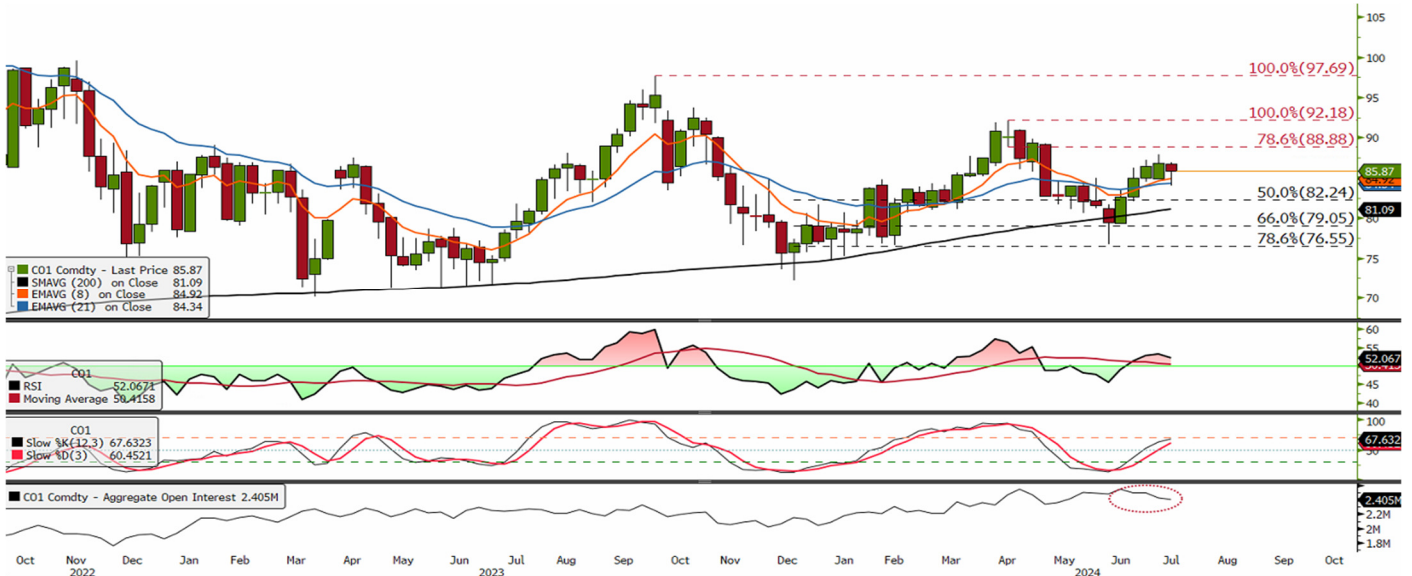 105
100
95
90
85.87
84.92
81.09
80
75
70
100.0%(97.69)
100.0%(92.18)
78.6%(88.88)
50.0%(82.24)
66.0%(79.05)
78.6%(76.55)
CO1 Comdty - Last Price 85.87
SMAVG (200) on Close 81.09
EMAVG (8) on Close 84.92
EMAVG (21) on Close 84.34
60
55
52.067
50.4158
45
40
CO1
RSI 52.0671
Moving Average 50.4158
100
67.632
50
CO1
Slow %K(12,3) 67.6323
Slow %D(3) 60.4521
CO1 Comdty - Aggregate Open Interest 2.405M
2.405M
2.2M
2M
1.8M
Oct Nov Dec Jan Feb Mar Apr May Jun Jul Aug Sep Oct Nov Dec Jan Feb Mar Apr May Jun Jul Aug Sep Oct
2022 2023 2024